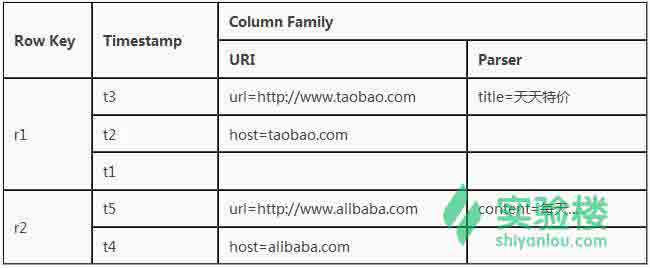 Row Key Timestamp Column Family
URI Parser
r1 t3 url=http://www.taobao.com title=天天特价
t2 host=taobao.com
t1
r2 t5 url=http://www.alibaba.com content=每天...
t4 host=alibaba.com
实验楼
shiyanlou.com